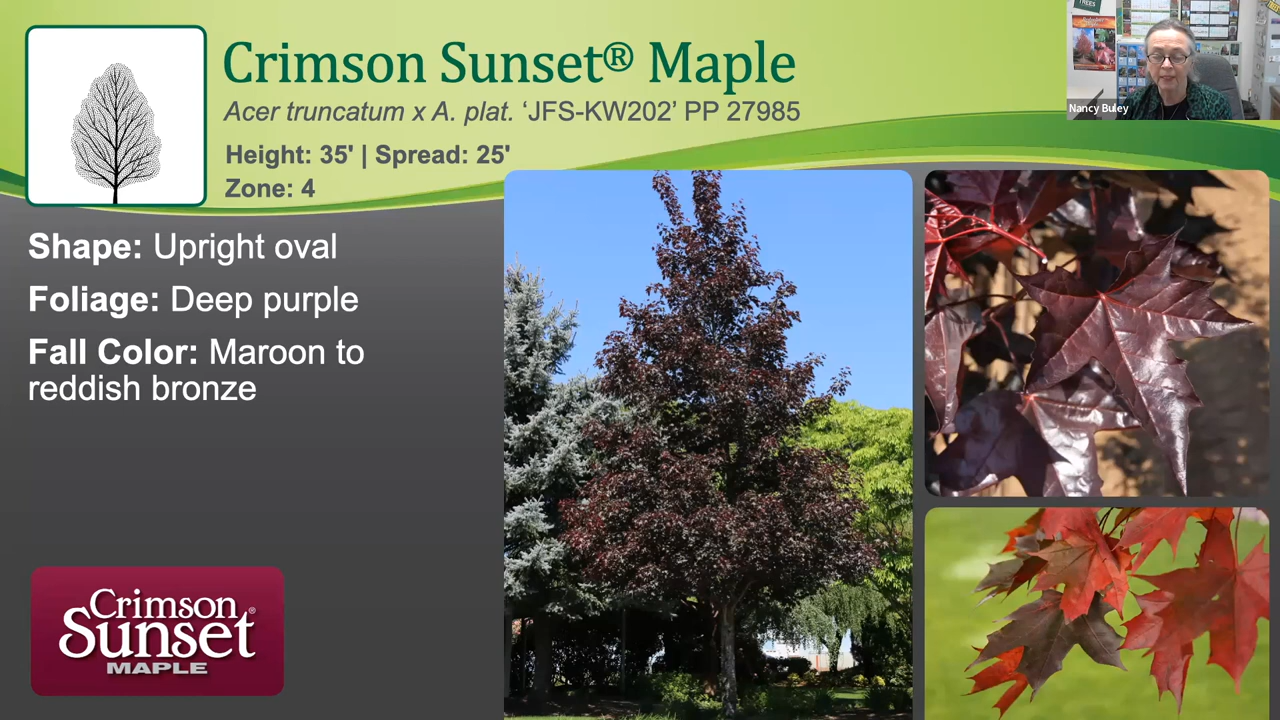 Crimson Sunset® Maple
Acer truncatum x A. plat. ‘JFS-KW202’ PP 27985
Height: 35' | Spread: 25'
Zone: 4
Shape: Upright oval
Foliage: Deep purple
Fall Color: Maroon to
reddish bronze
Crimson
Sunset®
MAPLE
TREES
Nancy Buley